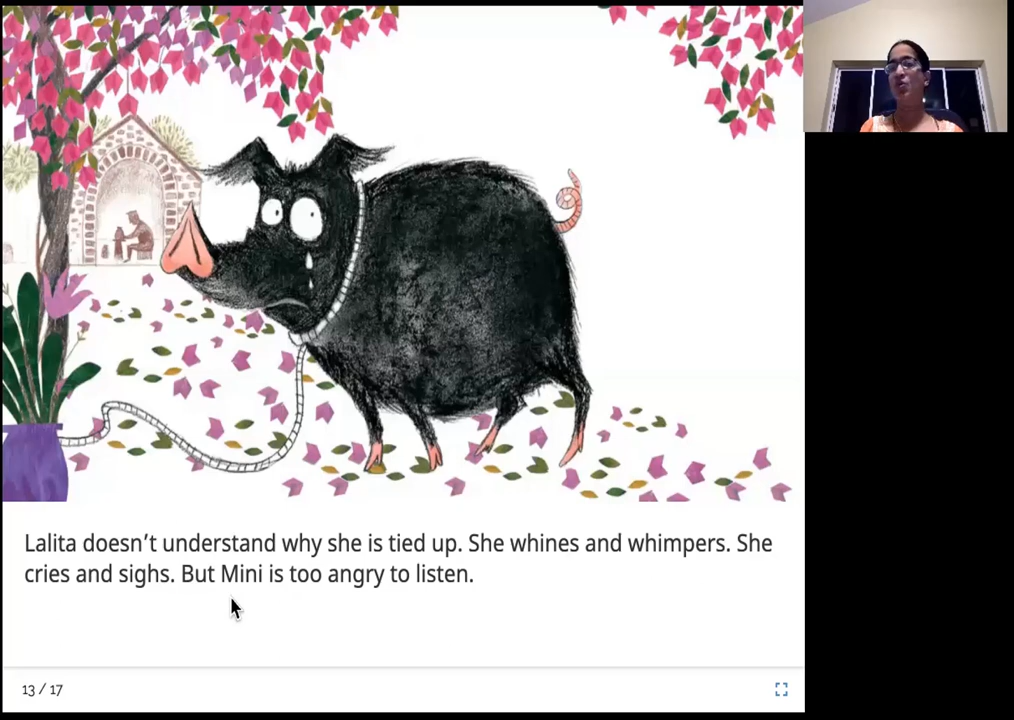 Lalita doesn’t understand why she is tied up. She whines and whimpers. She
cries and sighs. But Mini is too angry to listen.
13 / 17